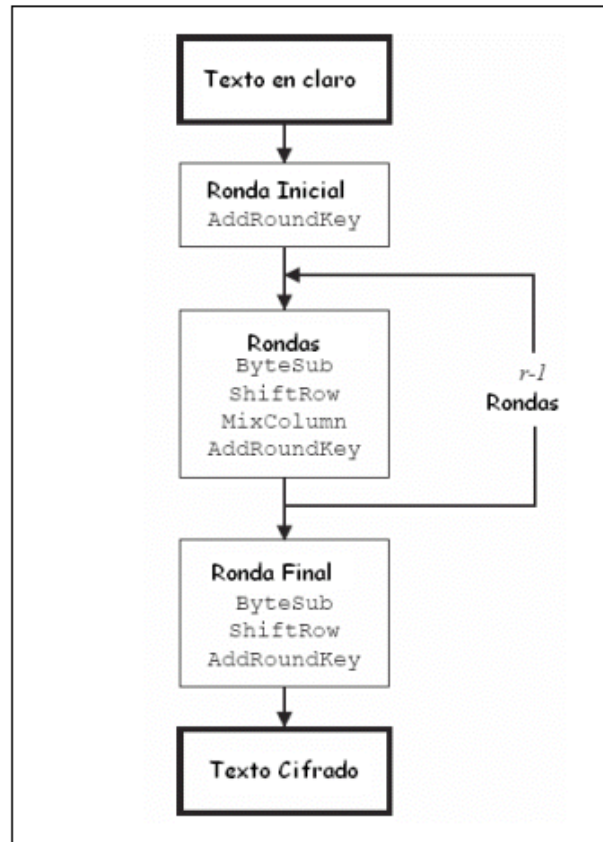 Texto en claro
Ronda Inicial
AddRoundKey
Rondas
ByteSub
ShiftRow
MixColumn
AddRoundKey
r-1
Rondas
Ronda Final
ByteSub
ShiftRow
AddRoundKey
Texto Cifrado